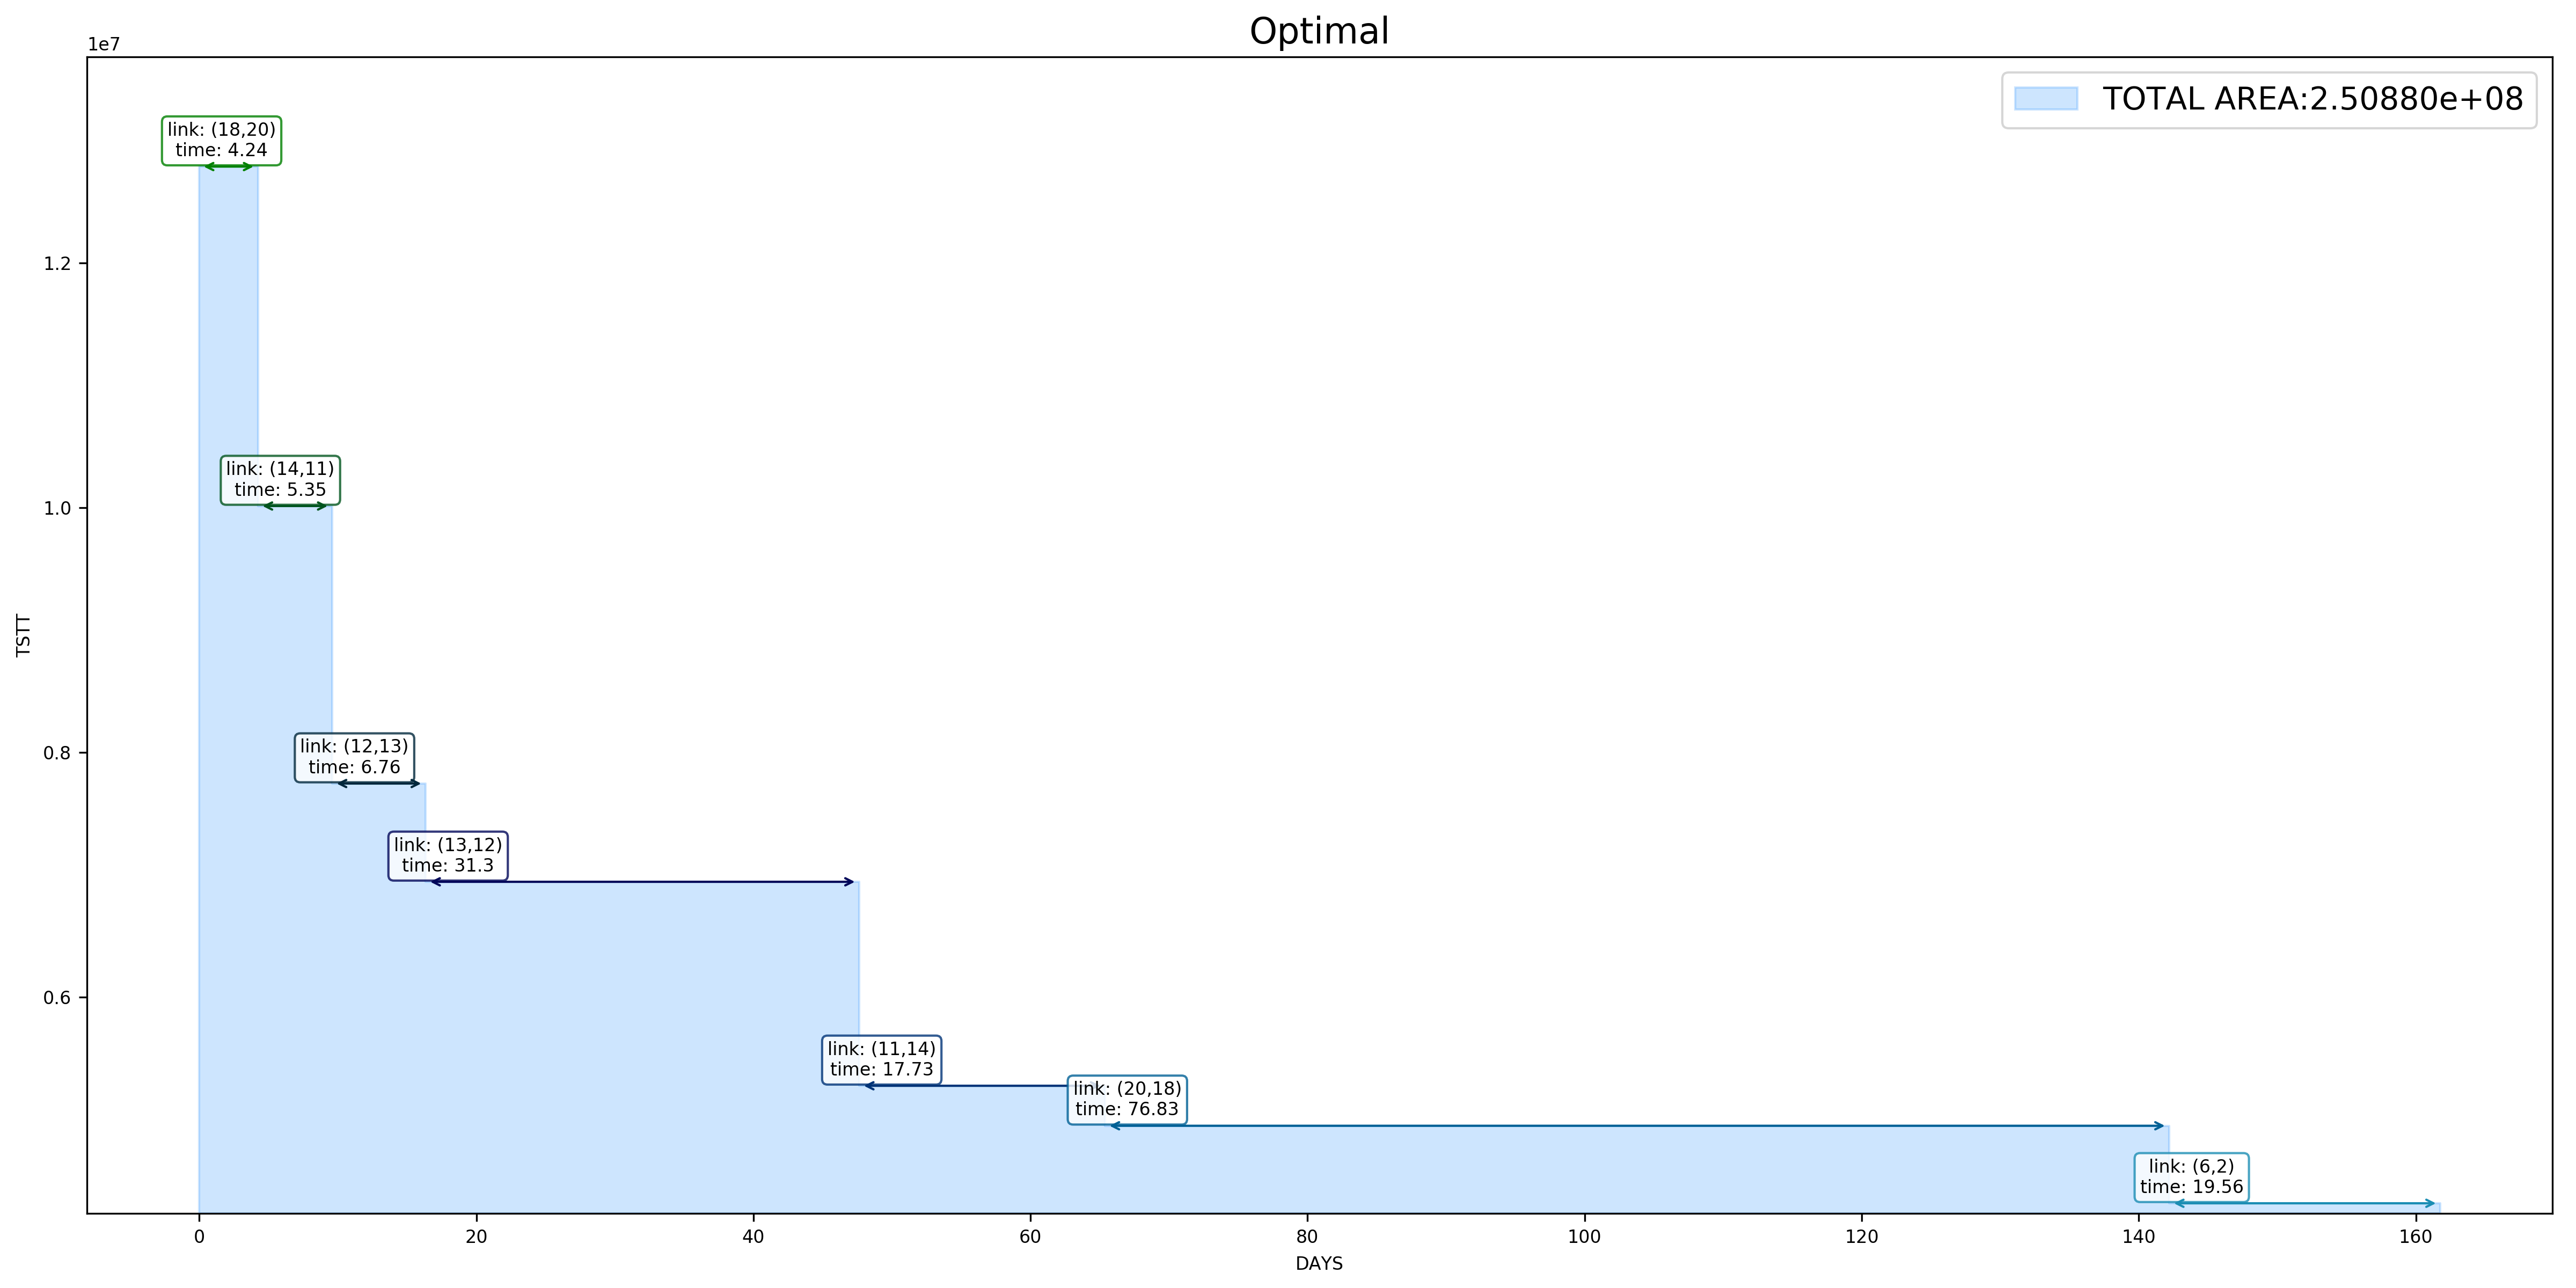 Optimal
1e7
TOTAL AREA:2.50880e+08
link: (18,20)
time: 4.24
1.2
link: (14,11)
time: 5.35
1.0
link: (12,13)
time: 6.76
0.8
link: (13,12)
time: 31.3
TSTT
0.6
link: (11,14)
time: 17.73
link: (20,18)
time: 76.83
link: (6,2)
time: 19.56
0 20 40 60 80 100 120 140 160
DAYS